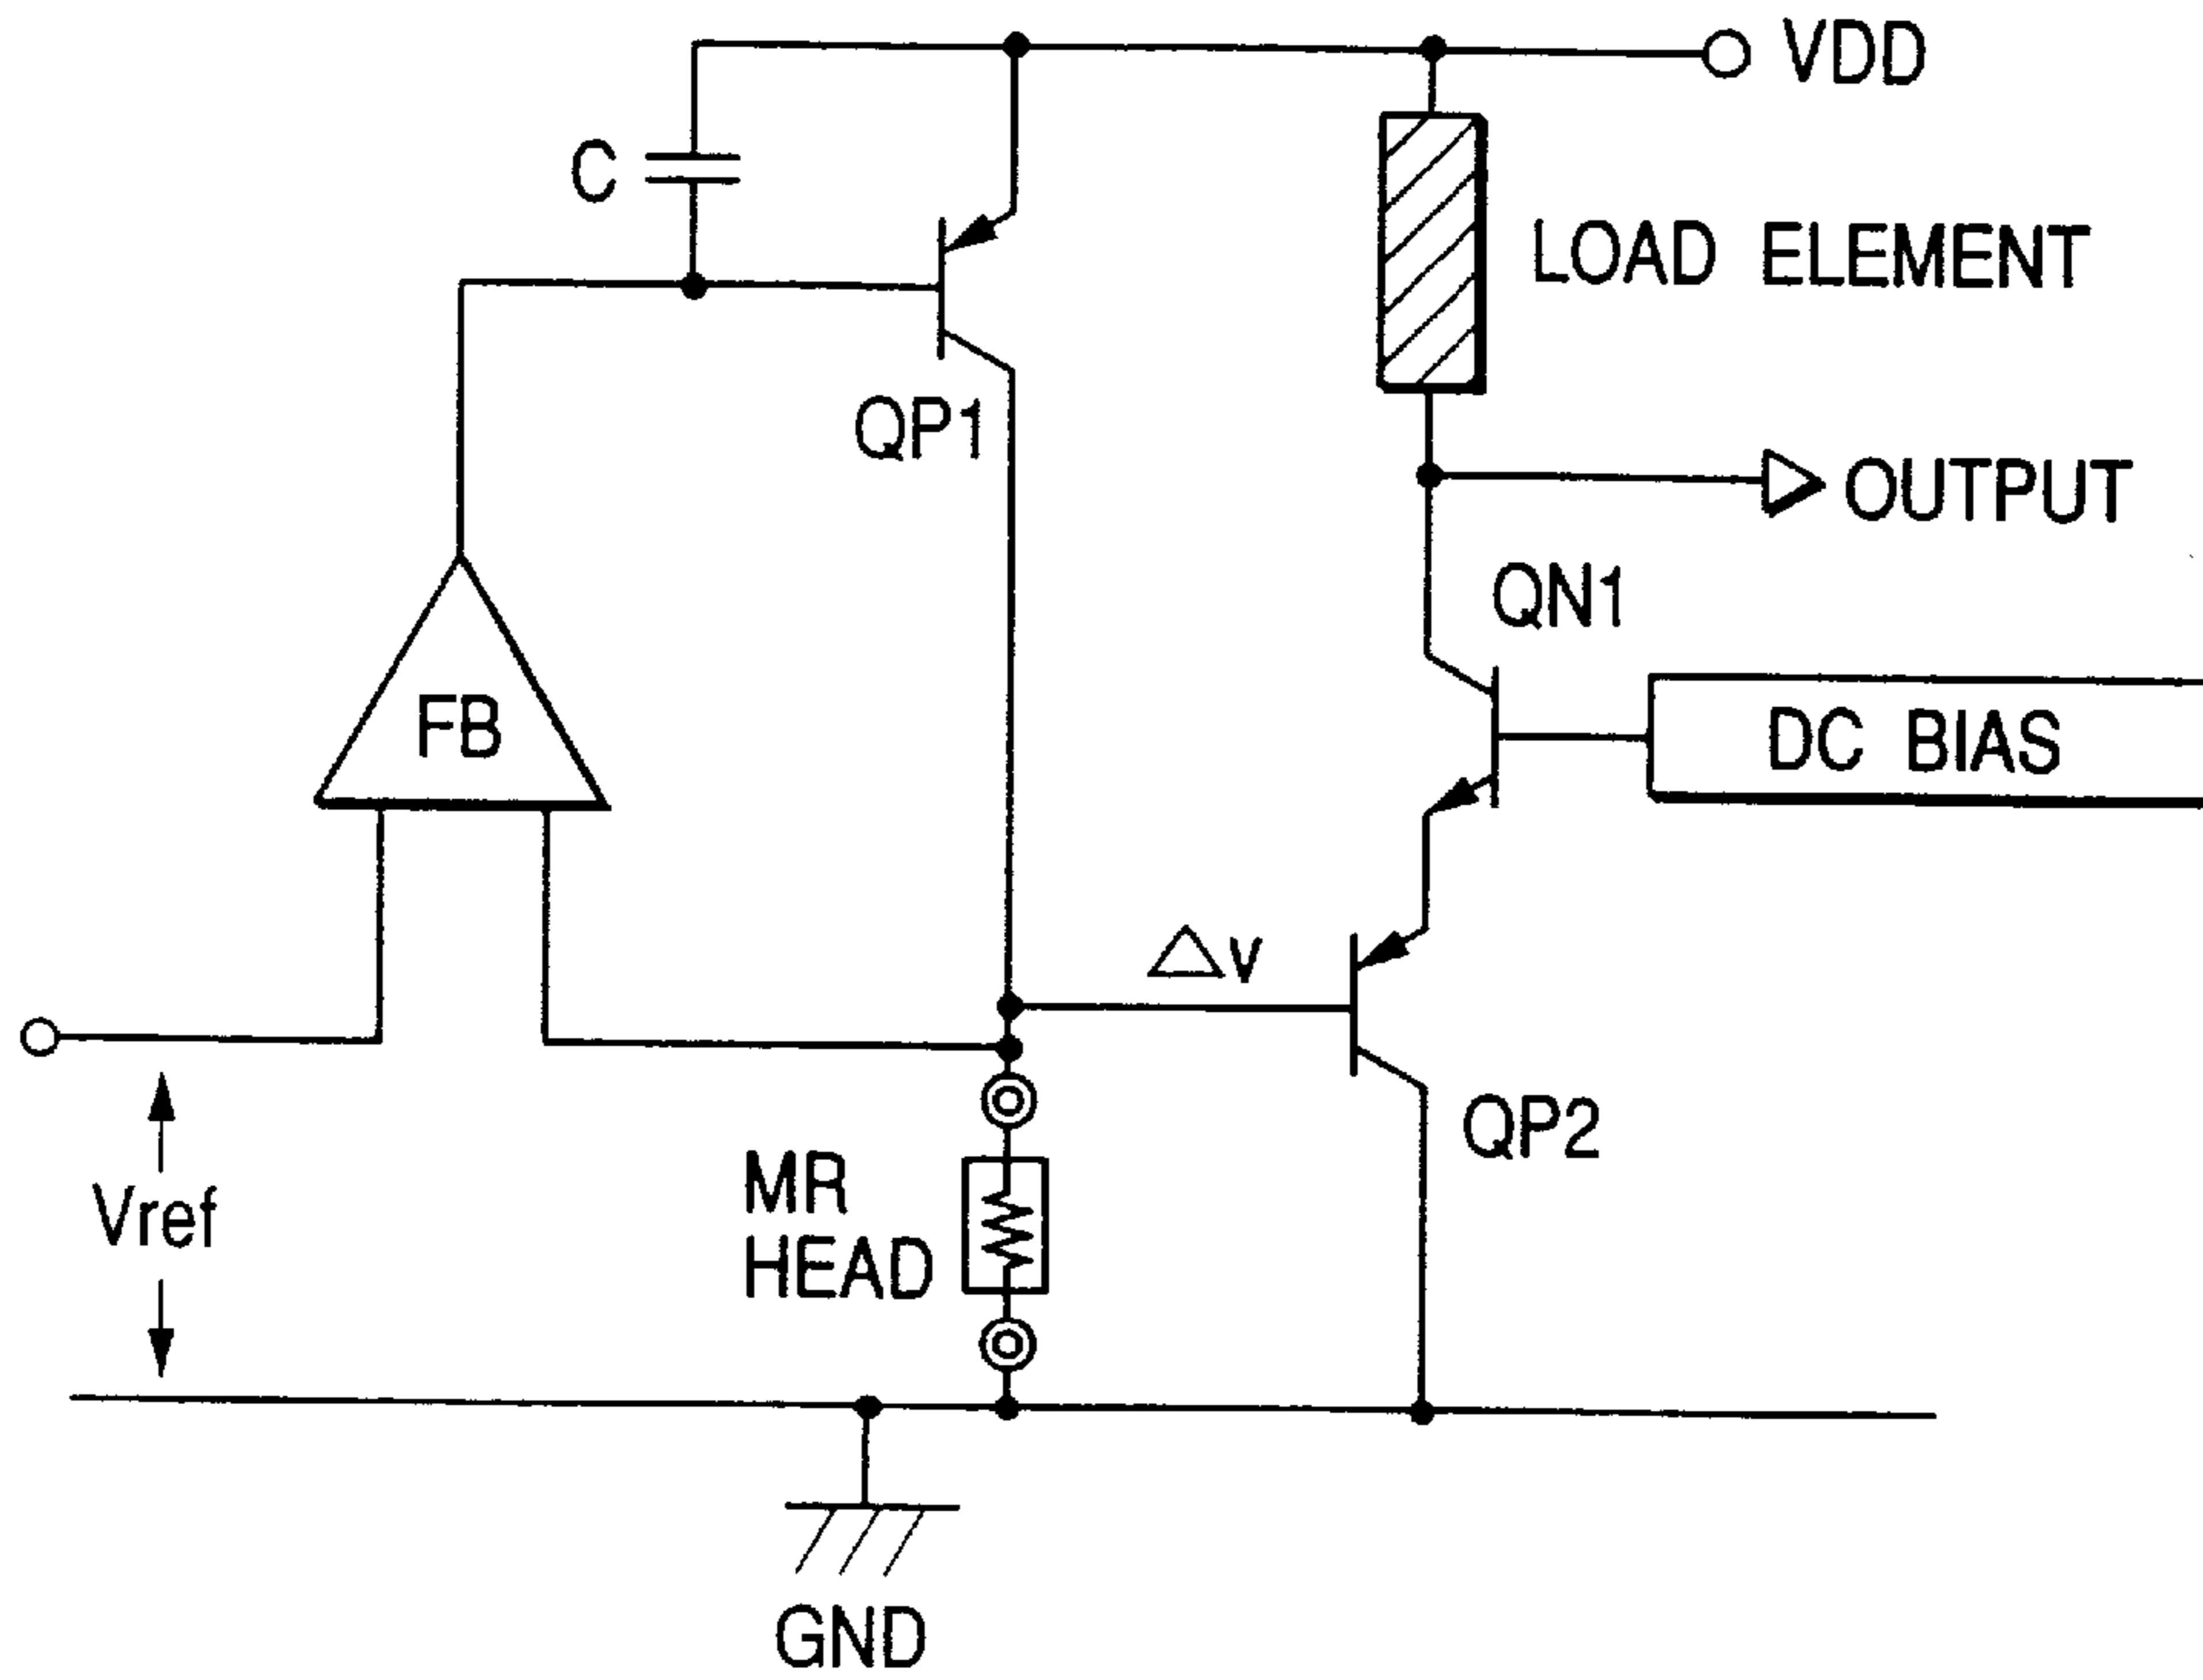 VDD
C
LOAD ELEMENT
QP1
OUTPUT
QN1
FB
DC BIAS
△v
QP2
MR
HEAD
Vref
GND